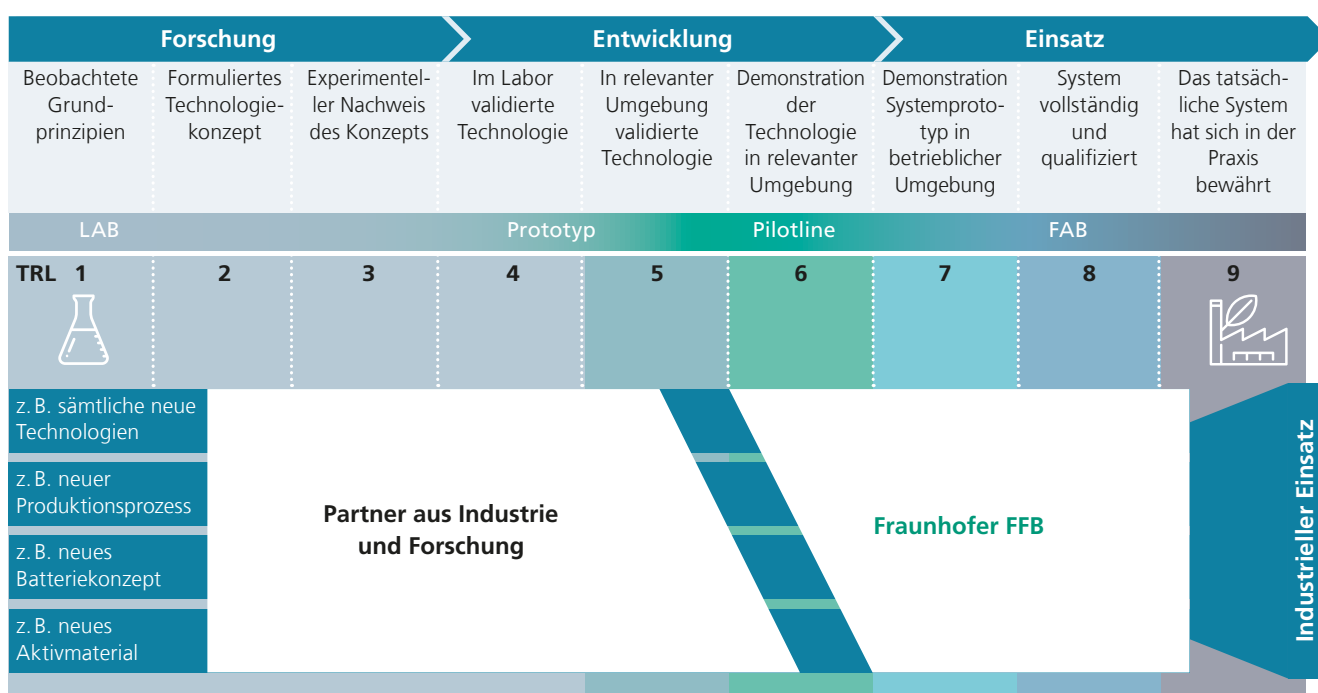 Forschung
Entwicklung
Einsatz
Beobachtete
Grund-
prinzipien
Formuliertes
Technologie-
konzept
Experimentel-
ler Nachweis
des Konzepts
Im Labor
validierte
Technologie
In relevanter
Umgebung
validierte
Technologie
Demonstration
der
Technologie
in relevanter
Umgebung
Demonstration
Systemproto-
typ in
betrieblicher
Umgebung
System
vollständig
und
qualifiziert
Das tatsäch-
liche System
hat sich in der
Praxis
bewährt
LAB
Prototyp
Pilotline
FAB
TRL 1
2
3
4
5
6
7
8
9
z. B. sämtliche neue
Technologien
z. B. neuer
Produktionsprozess
z. B. neues
Batteriekonzept
z. B. neues
Aktivmaterial
Partner aus Industrie
und Forschung
Fraunhofer FFB
Industrieller Einsatz